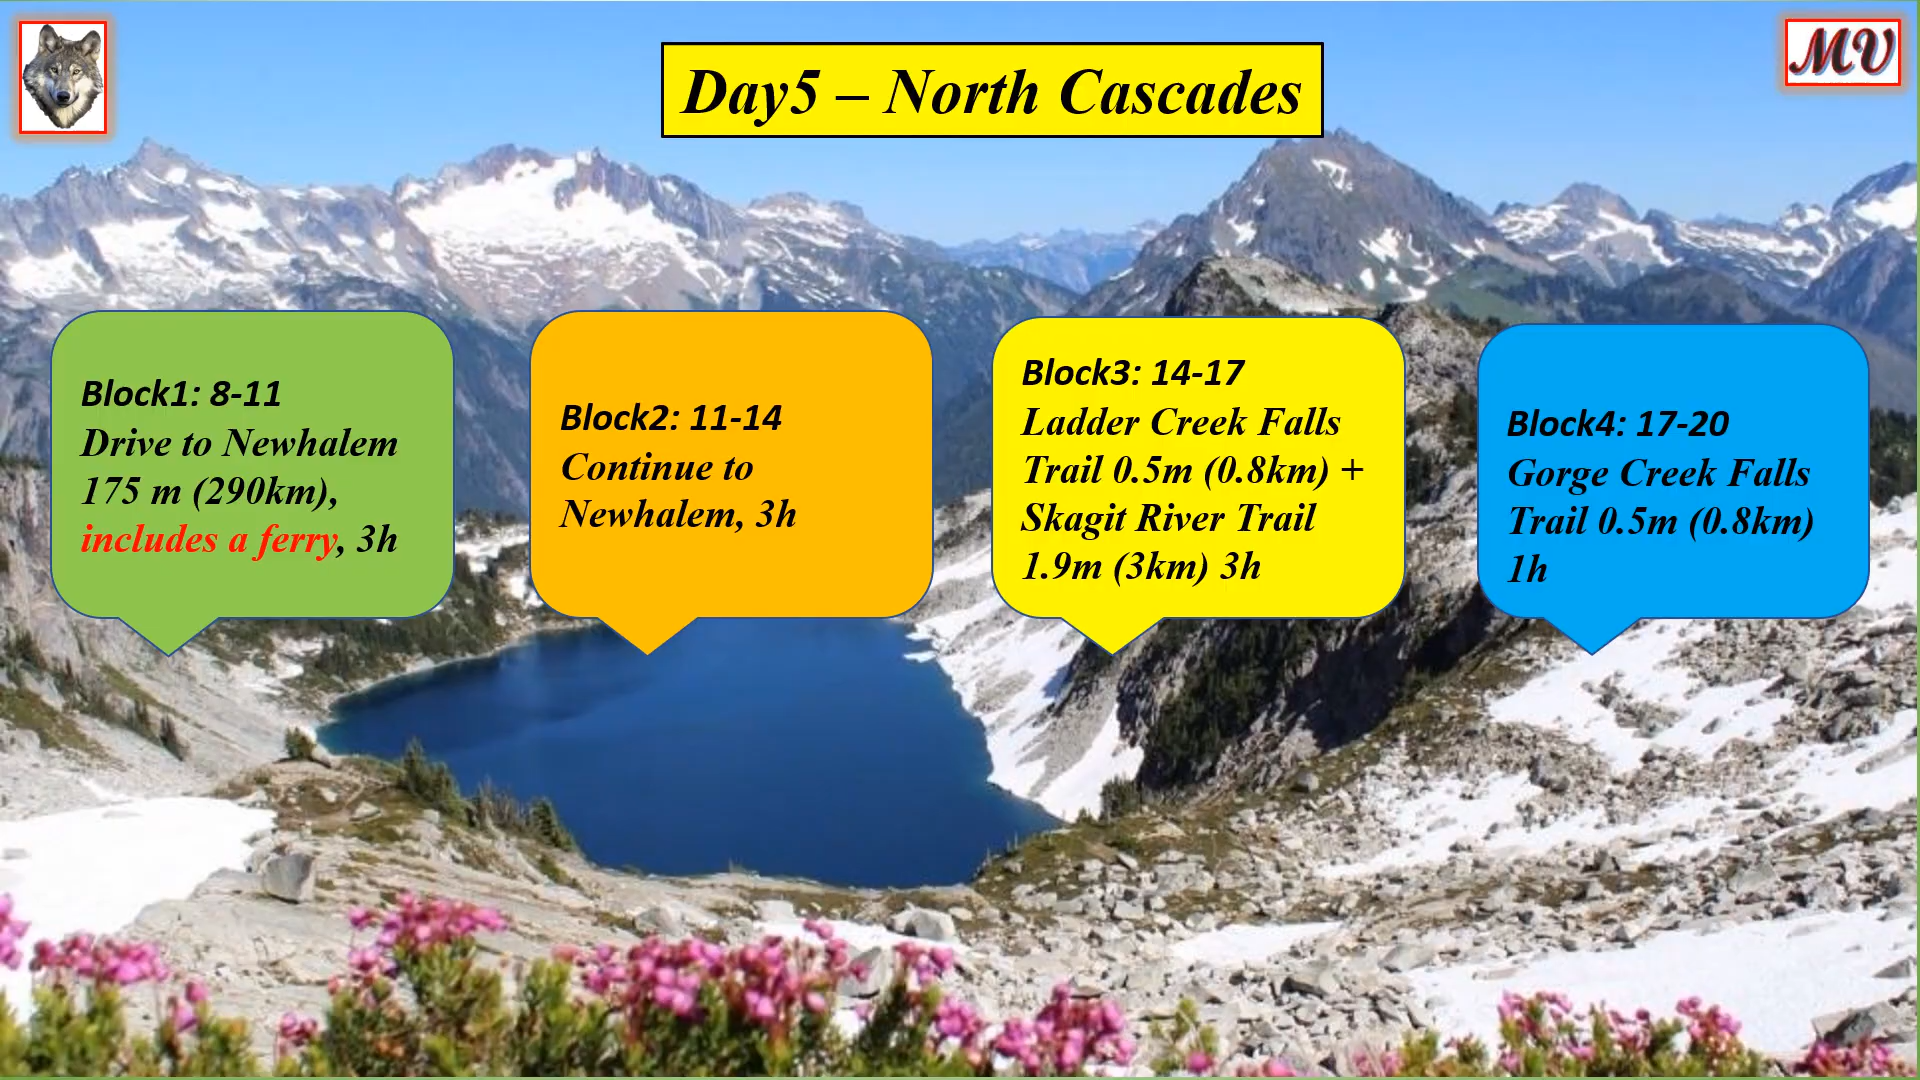 MV
Day5 – North Cascades
Block1: 8-11
Drive to Newhalem
175 m (290km),
includes a ferry, 3h
Block2: 11-14
Continue to
Newhalem, 3h
Block3: 14-17
Ladder Creek Falls
Trail 0.5m (0.8km) +
Skagit River Trail
1.9m (3km) 3h
Block4: 17-20
Gorge Creek Falls
Trail 0.5m (0.8km)
1h